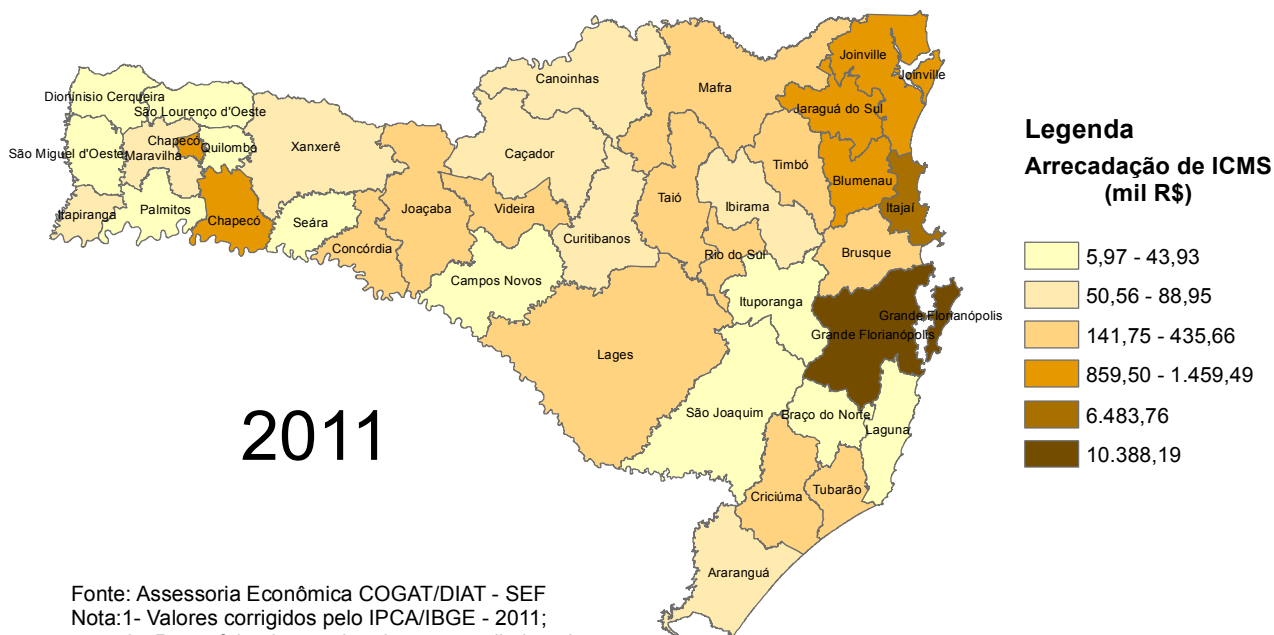 Joinville
Joinville
Canoinhas
Mafra
Dionínisio Cerqueira
São Lourenço d'Oeste
Jaraguá do Sul
Chapecó
Quilombo
Xanxerê
São Miguel d'Oeste
Maravilha
Caçador
Timbó
Blumenau
Taió
Ibirama
Itajaí
Itapiranga
Palmitos
Chapecó
Seára
Joaçaba
Videira
Curitibanos
Concórdia
Rio do Sul
Brusque
Campos Novos
Ituporanga
Grande Florianópolis
Grande Florianópolis
Lages
São Joaquim
Braço do Norte
Laguna
Criciúma
Tubarão
Araranguá
2011
Legenda
Arrecadação de ICMS
(mil R$)
5,97 - 43,93
50,56 - 88,95
141,75 - 435,66
859,50 - 1.459,49
6.483,76
10.388,19
Fonte: Assessoria Econômica COGAT/DIAT - SEF
Nota:1- Valores corrigidos pelo IPCA/IBGE - 2011;